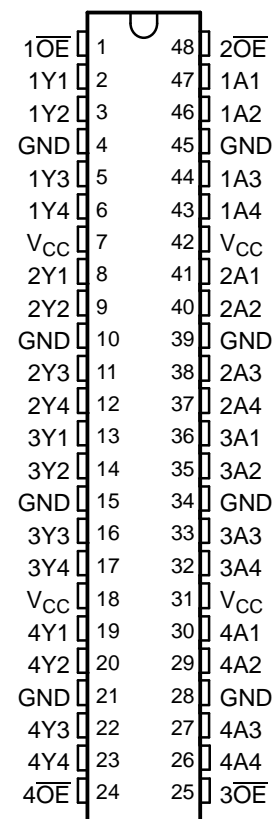 1O̅E̅ 1 48 2O̅E̅
1Y1 2 47 1A1
1Y2 3 46 1A2
GND 4 45 GND
1Y3 5 44 1A3
1Y4 6 43 1A4
VCC 7 42 VCC
2Y1 8 41 2A1
2Y2 9 40 2A2
GND 10 39 GND
2Y3 11 38 2A3
2Y4 12 37 2A4
3Y1 13 36 3A1
3Y2 14 35 3A2
GND 15 34 GND
3Y3 16 33 3A3
3Y4 17 32 3A4
VCC 18 31 VCC
4Y1 19 30 4A1
4Y2 20 29 4A2
GND 21 28 GND
4Y3 22 27 4A3
4Y4 23 26 4A4
4O̅E̅ 24 25 3O̅E̅